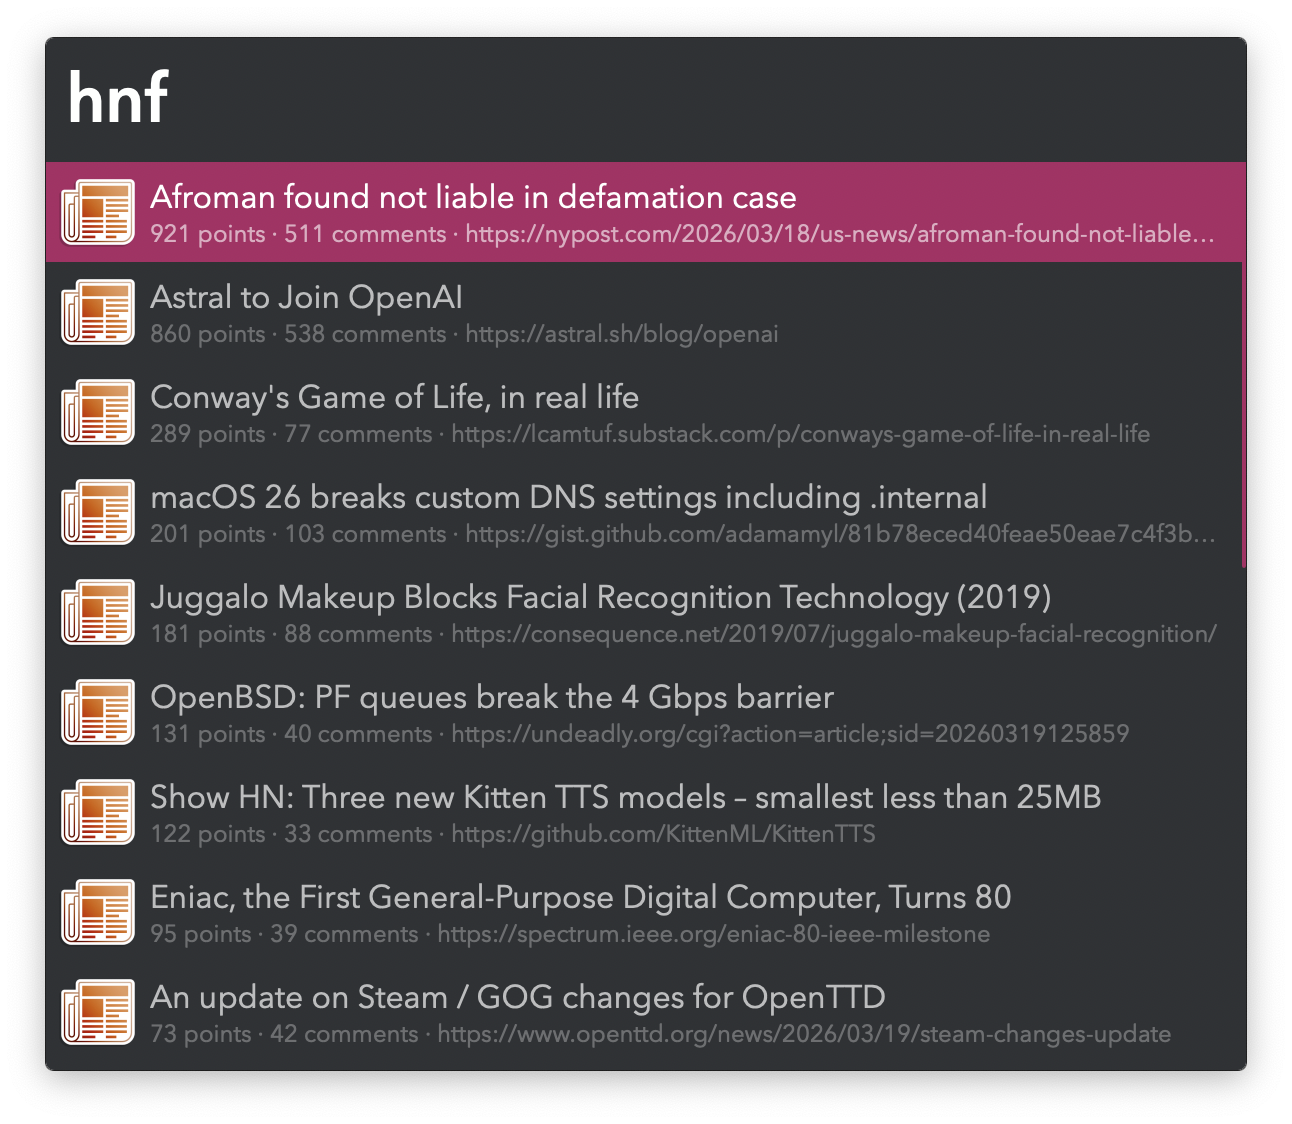 hnf
Afroman found not liable in defamation case
921 points · 511 comments · https://nypost.com/2026/03/18/us-news/afroman-found-not-liable…
Astral to Join OpenAI
860 points · 538 comments · https://astral.sh/blog/openai
Conway's Game of Life, in real life
289 points · 77 comments · https://lcamtuf.substack.com/p/conways-game-of-life-in-real-life
macOS 26 breaks custom DNS settings including .internal
201 points · 103 comments · https://gist.github.com/adamamyl/81b78eced40feae50eae7c4f3b…
Juggalo Makeup Blocks Facial Recognition Technology (2019)
181 points · 88 comments · https://consequence.net/2019/07/juggalo-makeup-facial-recognition/
OpenBSD: PF queues break the 4 Gbps barrier
131 points · 40 comments · https://undeadly.org/cgi?action=article;sid=20260319125859
Show HN: Three new Kitten TTS models – smallest less than 25MB
122 points · 33 comments · https://github.com/KittenML/KittenTTS
Eniac, the First General-Purpose Digital Computer, Turns 80
95 points · 39 comments · https://spectrum.ieee.org/eniac-80-ieee-milestone
An update on Steam / GOG changes for OpenTTD
73 points · 42 comments · https://www.openttd.org/news/2026/03/19/steam-changes-update